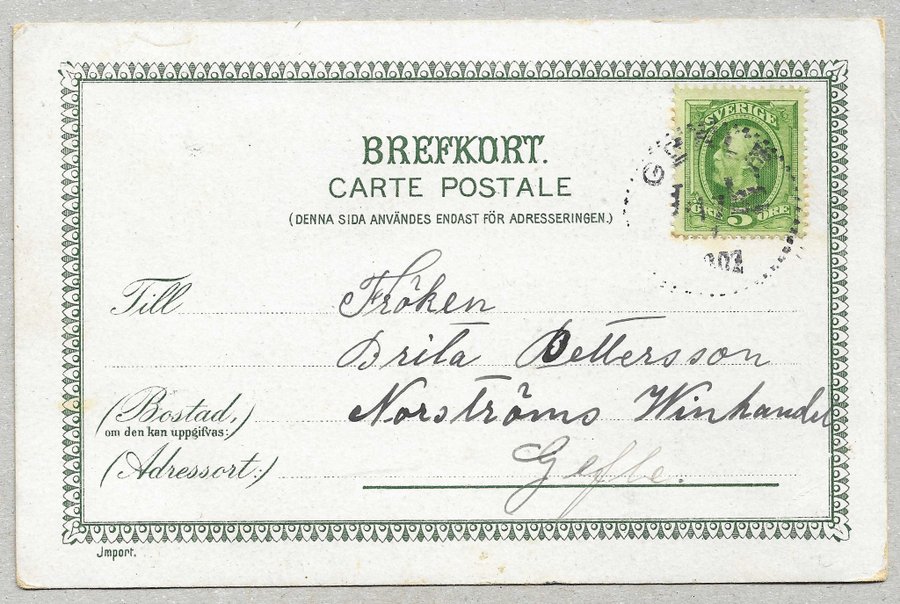 BREFKORT.
CARTE POSTALE
(DENNA SIDA ANVÄNDES ENDAST FÖR ADRESSERINGEN.)
SVERIGE
5 ÖRE
Till Fröken
Brita Pettersson
(Bostad, Norströms Winhandel
om den kan uppgifvas:)
(Adressort:) Gefle.
Import.